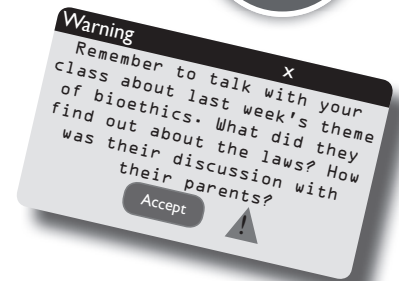 Warning
x
Remember to talk with your
class about last week's theme
of bioethics. What did they
find out about the laws? How
was their discussion with
their parents?
Accept
!